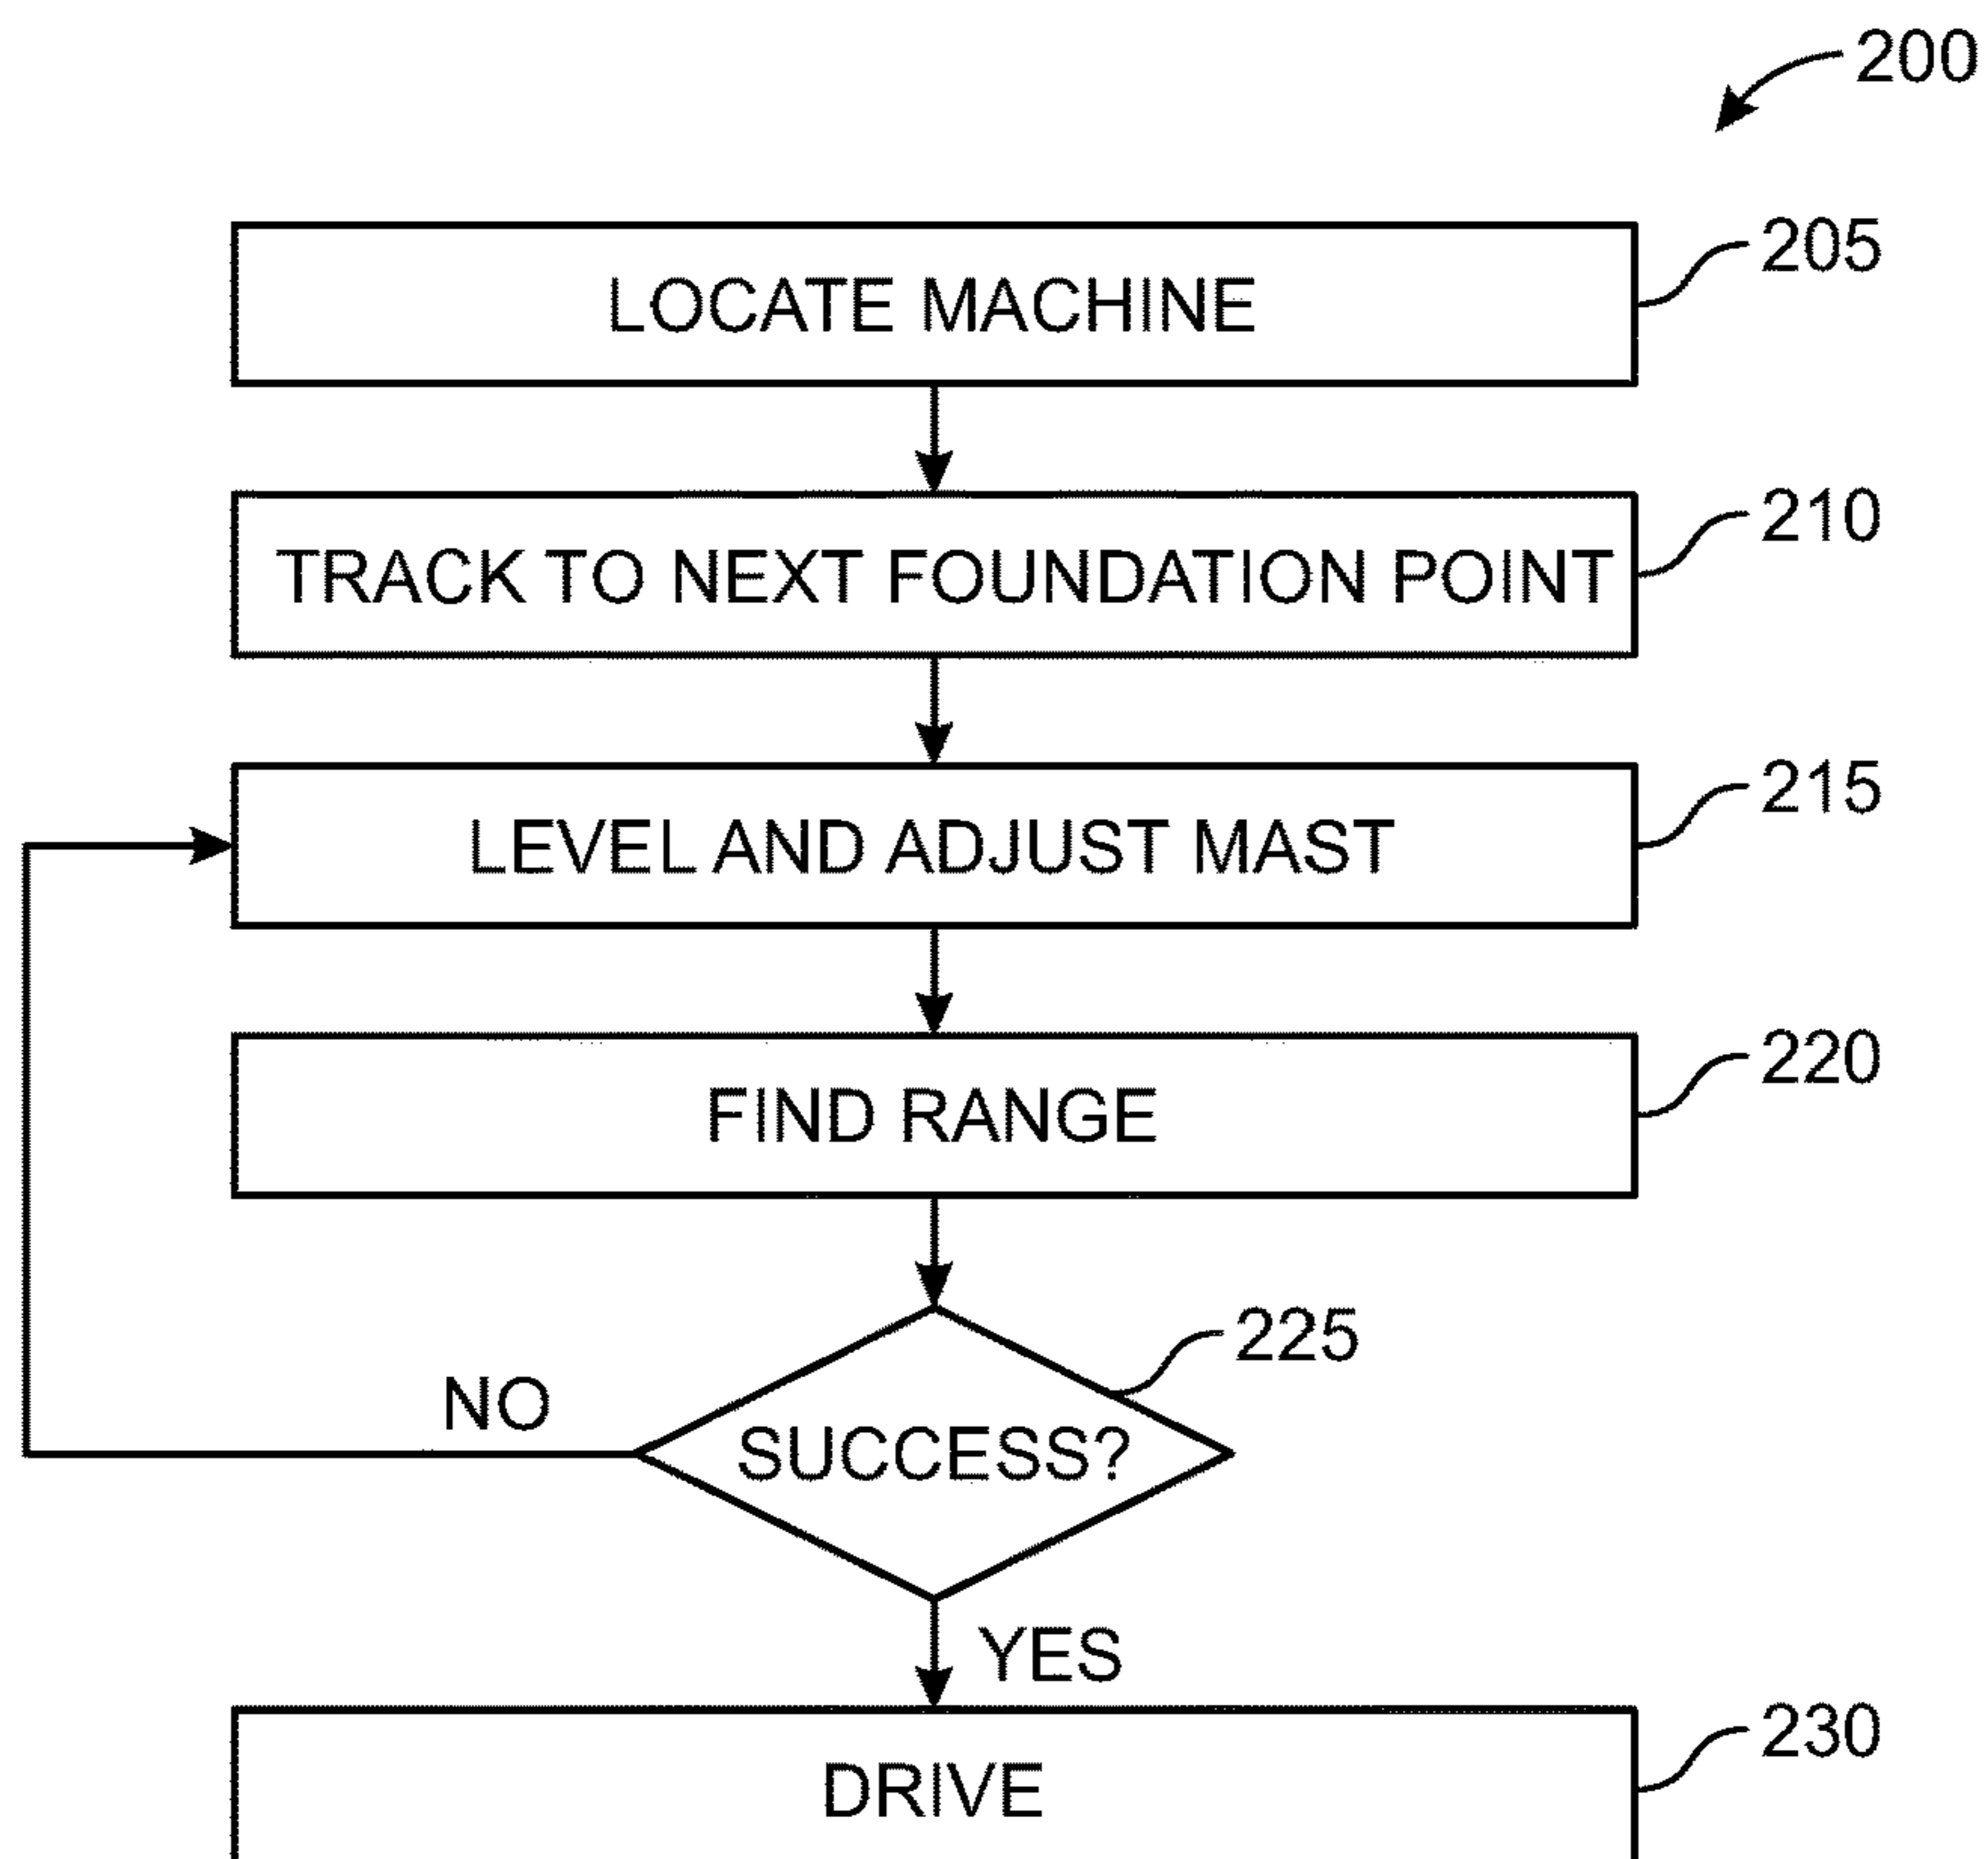 200
LOCATE MACHINE
205
TRACK TO NEXT FOUNDATION POINT
210
LEVEL AND ADJUST MAST
215
FIND RANGE
220
225
NO
SUCCESS?
YES
DRIVE
230